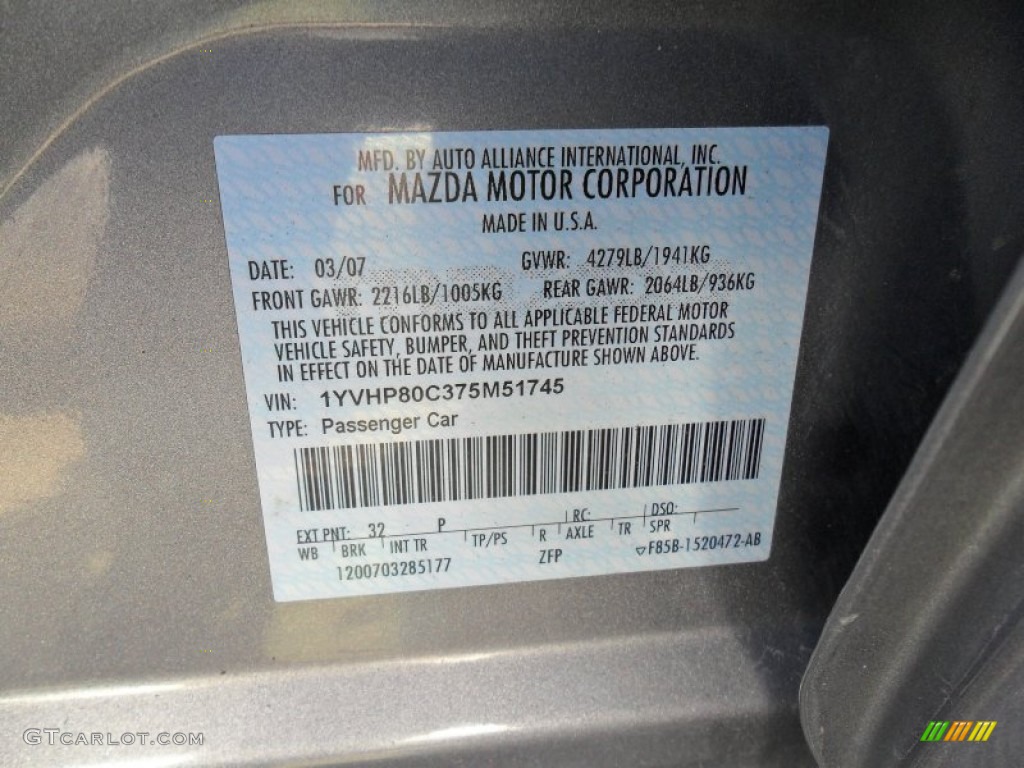 MFD. BY AUTO ALLIANCE INTERNATIONAL, INC.
FOR MAZDA MOTOR CORPORATION
MADE IN U.S.A.
DATE: 03/07 GVWR: 4279LB/1941KG
FRONT GAWR: 2216LB/1005KG REAR GAWR: 2064LB/936KG
THIS VEHICLE CONFORMS TO ALL APPLICABLE FEDERAL MOTOR
VEHICLE SAFETY, BUMPER, AND THEFT PREVENTION STANDARDS
IN EFFECT ON THE DATE OF MANUFACTURE SHOWN ABOVE.
VIN: 1YVHP80C375M51745
TYPE: Passenger Car
EXT PNT: 32 P RC: DSO:
WB BRK INT TR TP/PS R AXLE TR SPR
1200703285177 ZFP ▽F85B-1520472-AB
GTCARLOT.COM